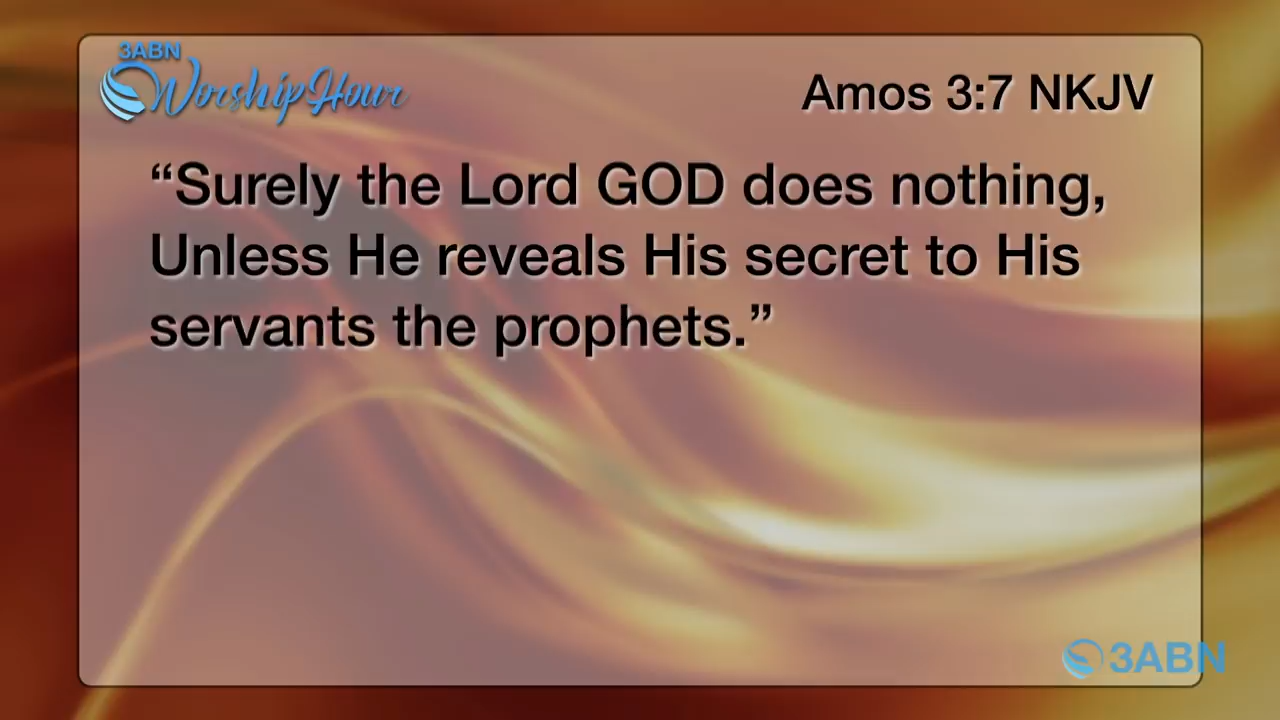 3ABN
Worship Hour
Amos 3:7 NKJV
“Surely the Lord GOD does nothing,
Unless He reveals His secret to His
servants the prophets.”
3ABN